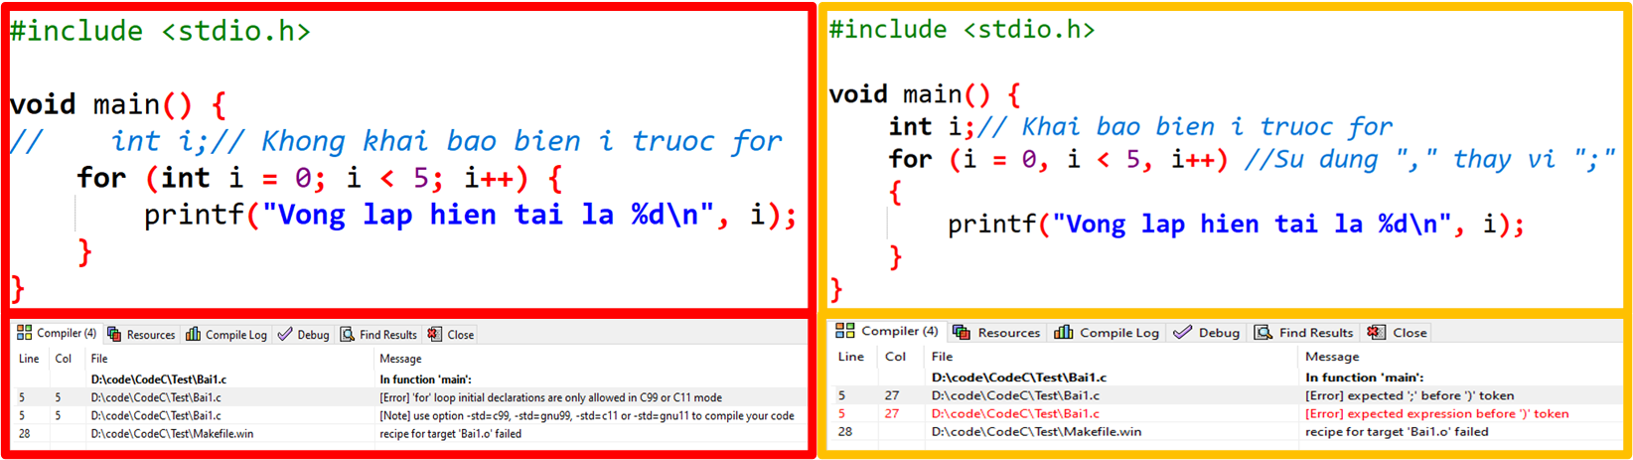 #include <stdio.h>
void main() {
//    int i;// Khong khai bao bien i truoc for
    for (int i = 0; i < 5; i++) {
        printf("Vong lap hien tai la %d\n", i);
    }
}
Compiler (4) Resources Compile Log Debug Find Results Close
Line Col File Message
D:\code\CodeC\Test\Bai1.c In function 'main':
5 5 D:\code\CodeC\Test\Bai1.c [Error] 'for' loop initial declarations are only allowed in C99 or C11 mode
5 5 D:\code\CodeC\Test\Bai1.c [Note] use option -std=c99, -std=gnu99, -std=c11 or -std=gnu11 to compile your code
28 D:\code\CodeC\Test\Makefile.win recipe for target 'Bai1.o' failed
#include <stdio.h>
void main() {
    int i;// Khai bao bien i truoc for
    for (i = 0, i < 5, i++) //Su dung "," thay vi ";"
    {
        printf("Vong lap hien tai la %d\n", i);
    }
}
Compiler (4) Resources Compile Log Debug Find Results Close
Line Col File Message
D:\code\CodeC\Test\Bai1.c In function 'main':
5 27 D:\code\CodeC\Test\Bai1.c [Error] expected ';' before ')' token
5 27 D:\code\CodeC\Test\Bai1.c [Error] expected expression before ')' token
28 D:\code\CodeC\Test\Makefile.win recipe for target 'Bai1.o' failed